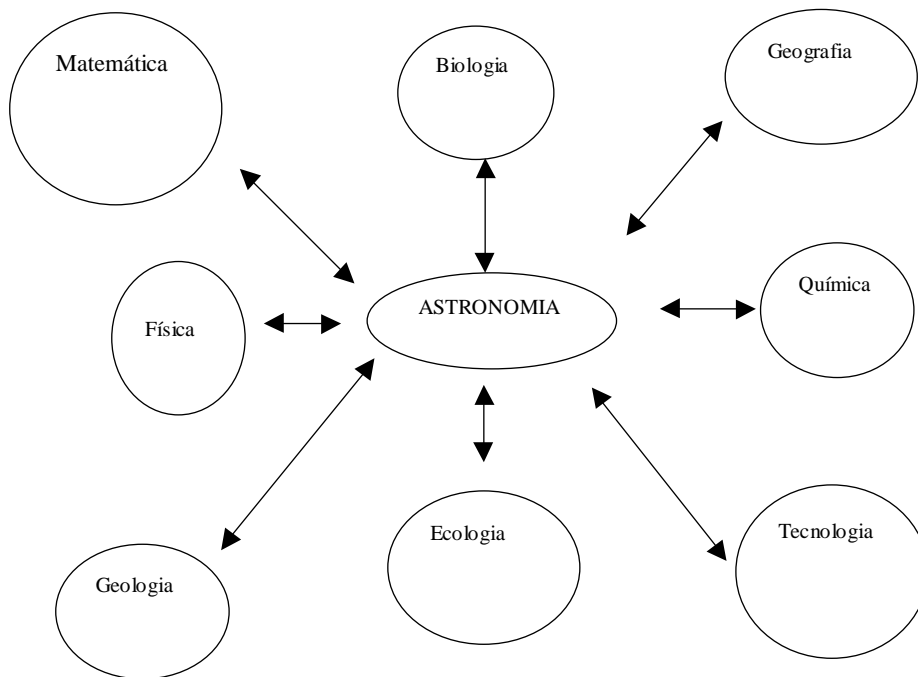 Matemática
Biologia
Geografia
Física
ASTRONOMIA
Química
Geologia
Ecologia
Tecnologia